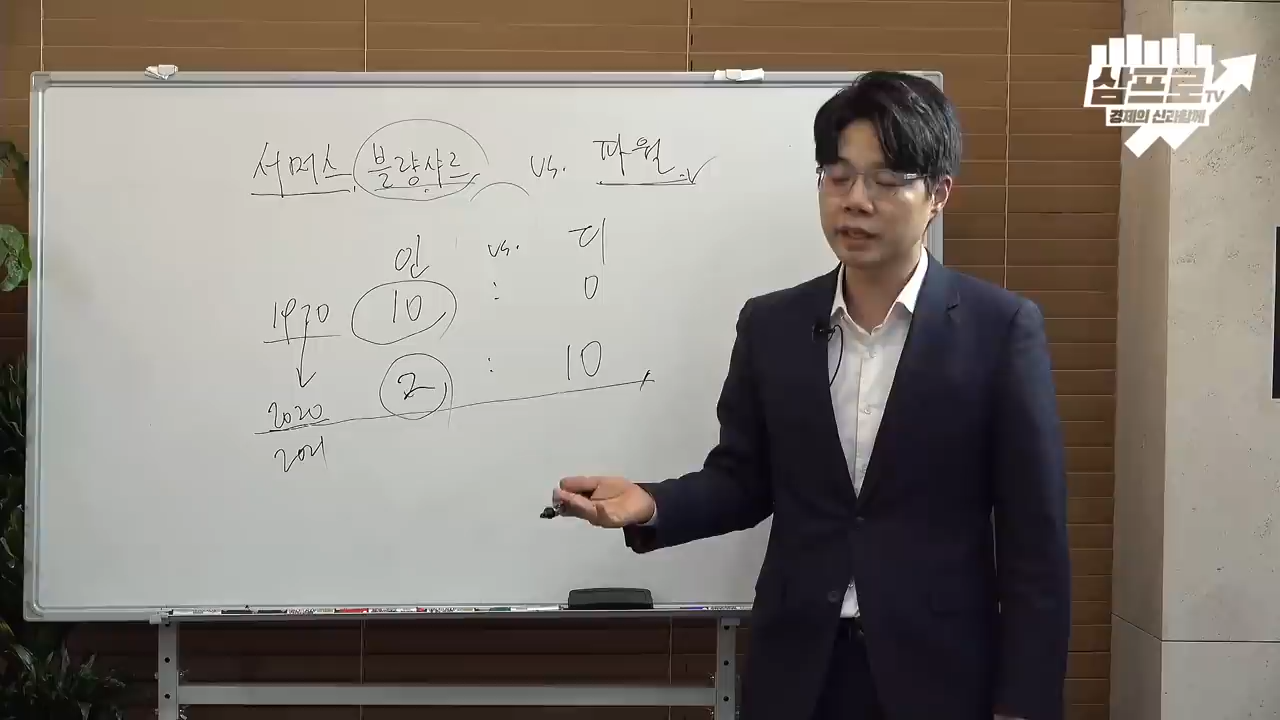 서머스 블랑샤르 vs. 파월
인 vs. 디
1970 10 : 0
2 : 10
2020
2021
삼프로TV
경제의 신과함께